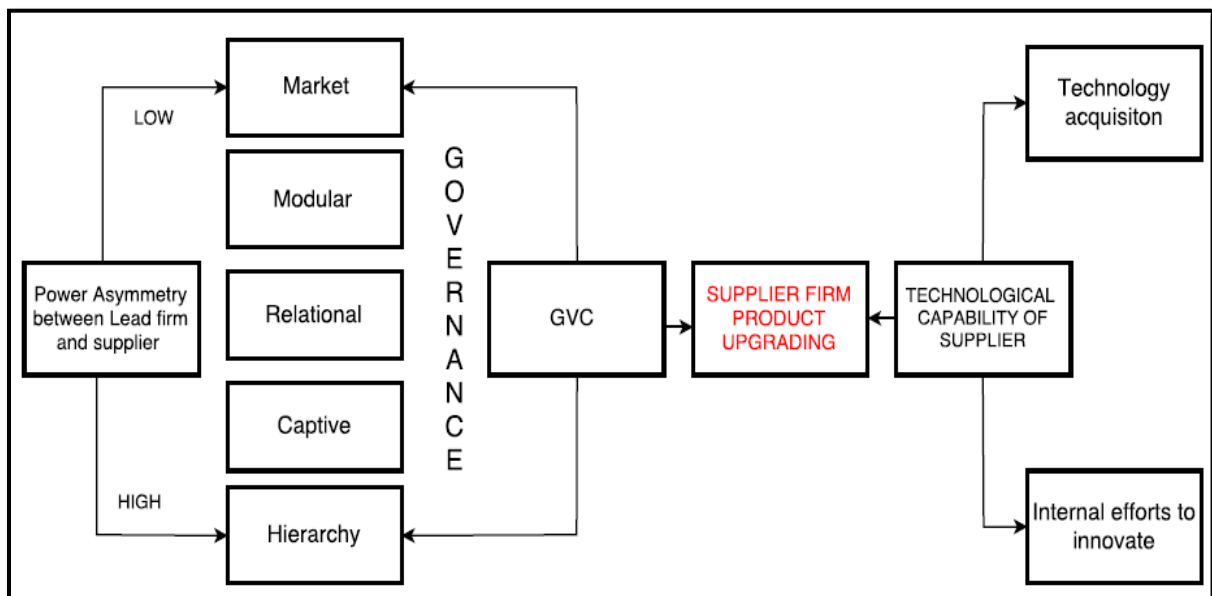 Market
LOW
Modular
Power Asymmetry
between Lead firm
and supplier
Relational
Captive
HIGH
Hierarchy
GOVERNANCE
GVC
SUPPLIER FIRM
PRODUCT
UPGRADING
TECHNOLOGICAL
CAPABILITY OF
SUPPLIER
Technology
acquisiton
Internal efforts to
innovate